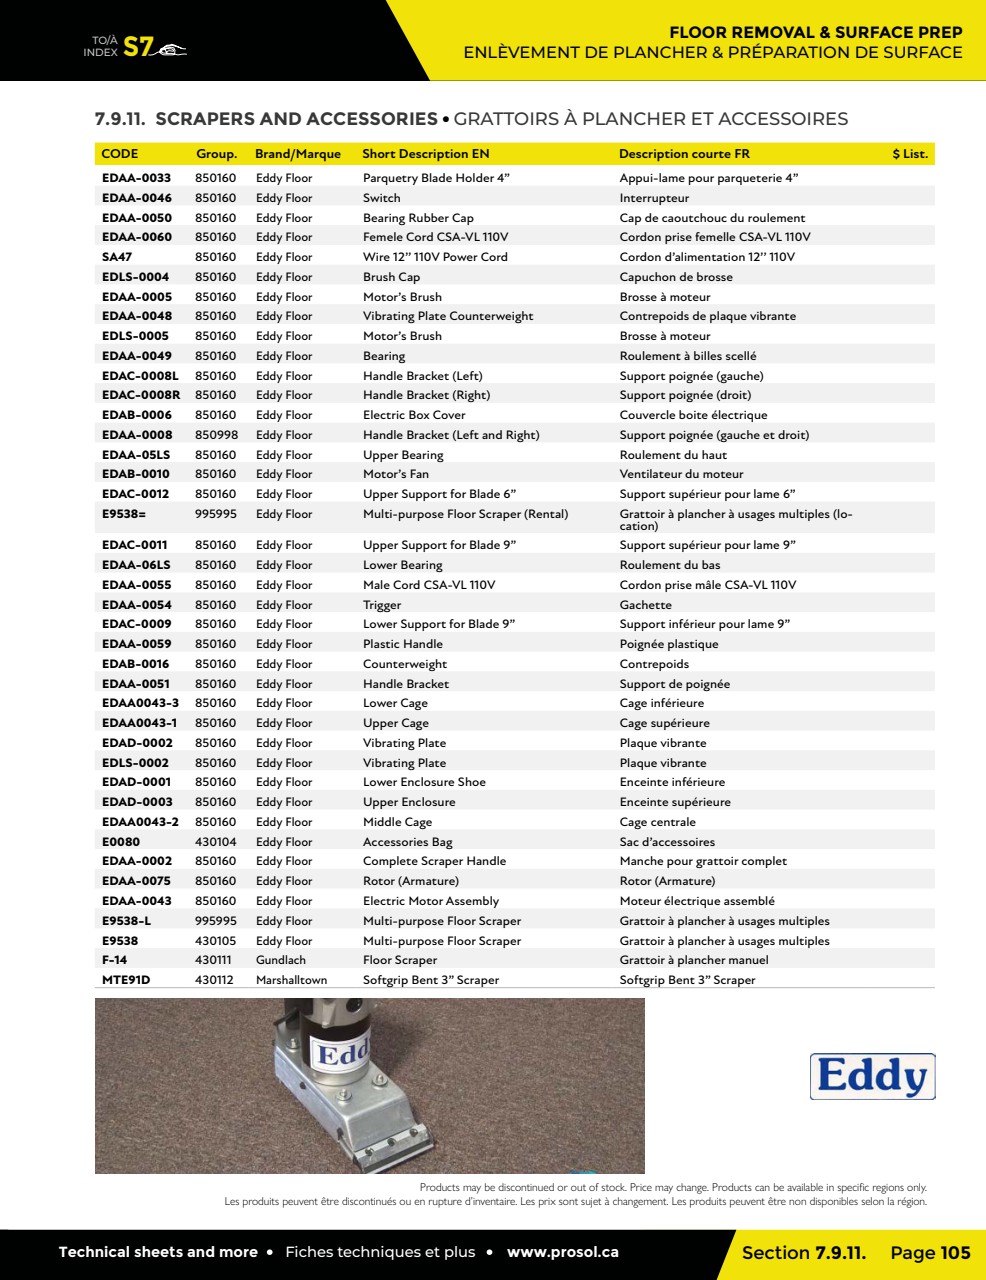 TO/À
INDEX S7
FLOOR REMOVAL & SURFACE PREP
ENLÈVEMENT DE PLANCHER & PRÉPARATION DE SURFACE
7.9.11. SCRAPERS AND ACCESSORIES • GRATTOIRS À PLANCHER ET ACCESSOIRES
CODE Group. Brand/Marque Short Description EN Description courte FR $ List.
EDAA-0033 850160 Eddy Floor Parquetry Blade Holder 4” Appui-lame pour parqueterie 4”
EDAA-0046 850160 Eddy Floor Switch Interrupteur
EDAA-0050 850160 Eddy Floor Bearing Rubber Cap Cap de caoutchouc du roulement
EDAA-0060 850160 Eddy Floor Femele Cord CSA-VL 110V Cordon prise femelle CSA-VL 110V
SA47 850160 Eddy Floor Wire 12’’ 110V Power Cord Cordon d’alimentation 12’’ 110V
EDLS-0004 850160 Eddy Floor Brush Cap Capuchon de brosse
EDAA-0005 850160 Eddy Floor Motor’s Brush Brosse à moteur
EDAA-0048 850160 Eddy Floor Vibrating Plate Counterweight Contrepoids de plaque vibrante
EDLS-0005 850160 Eddy Floor Motor’s Brush Brosse à moteur
EDAA-0049 850160 Eddy Floor Bearing Roulement à billes scellé
EDAC-0008L 850160 Eddy Floor Handle Bracket (Left) Support poignée (gauche)
EDAC-0008R 850160 Eddy Floor Handle Bracket (Right) Support poignée (droit)
EDAB-0006 850160 Eddy Floor Electric Box Cover Couvercle boite électrique
EDAA-0008 850998 Eddy Floor Handle Bracket (Left and Right) Support poignée (gauche et droit)
EDAA-05LS 850160 Eddy Floor Upper Bearing Roulement du haut
EDAB-0010 850160 Eddy Floor Motor’s Fan Ventilateur du moteur
EDAC-0012 850160 Eddy Floor Upper Support for Blade 6” Support supérieur pour lame 6”
E9538= 995995 Eddy Floor Multi-purpose Floor Scraper (Rental) Grattoir à plancher à usages multiples (lo-
cation)
EDAC-0011 850160 Eddy Floor Upper Support for Blade 9” Support supérieur pour lame 9”
EDAA-06LS 850160 Eddy Floor Lower Bearing Roulement du bas
EDAA-0055 850160 Eddy Floor Male Cord CSA-VL 110V Cordon prise mâle CSA-VL 110V
EDAA-0054 850160 Eddy Floor Trigger Gachette
EDAC-0009 850160 Eddy Floor Lower Support for Blade 9” Support inférieur pour lame 9”
EDAA-0059 850160 Eddy Floor Plastic Handle Poignée plastique
EDAB-0016 850160 Eddy Floor Counterweight Contrepoids
EDAA-0051 850160 Eddy Floor Handle Bracket Support de poignée
EDAA0043-3 850160 Eddy Floor Lower Cage Cage inférieure
EDAA0043-1 850160 Eddy Floor Upper Cage Cage supérieure
EDAD-0002 850160 Eddy Floor Vibrating Plate Plaque vibrante
EDLS-0002 850160 Eddy Floor Vibrating Plate Plaque vibrante
EDAD-0001 850160 Eddy Floor Lower Enclosure Shoe Enceinte inférieure
EDAD-0003 850160 Eddy Floor Upper Enclosure Enceinte supérieure
EDAA0043-2 850160 Eddy Floor Middle Cage Cage centrale
E0080 430104 Eddy Floor Accessories Bag Sac d’accessoires
EDAA-0002 850160 Eddy Floor Complete Scraper Handle Manche pour grattoir complet
EDAA-0075 850160 Eddy Floor Rotor (Armature) Rotor (Armature)
EDAA-0043 850160 Eddy Floor Electric Motor Assembly Moteur électrique assemblé
E9538-L 995995 Eddy Floor Multi-purpose Floor Scraper Grattoir à plancher à usages multiples
E9538 430105 Eddy Floor Multi-purpose Floor Scraper Grattoir à plancher à usages multiples
F-14 430111 Gundlach Floor Scraper Grattoir à plancher manuel
MTE91D 430112 Marshalltown Softgrip Bent 3” Scraper Softgrip Bent 3” Scraper
Edd
Eddy
Products may be discontinued or out of stock. Price may change. Products can be available in specific regions only.
Les produits peuvent être discontinués ou en rupture d’inventaire. Les prix sont sujet à changement. Les produits peuvent être non disponibles selon la région.
Technical sheets and more • Fiches techniques et plus • www.prosol.ca
Section 7.9.11. Page 105